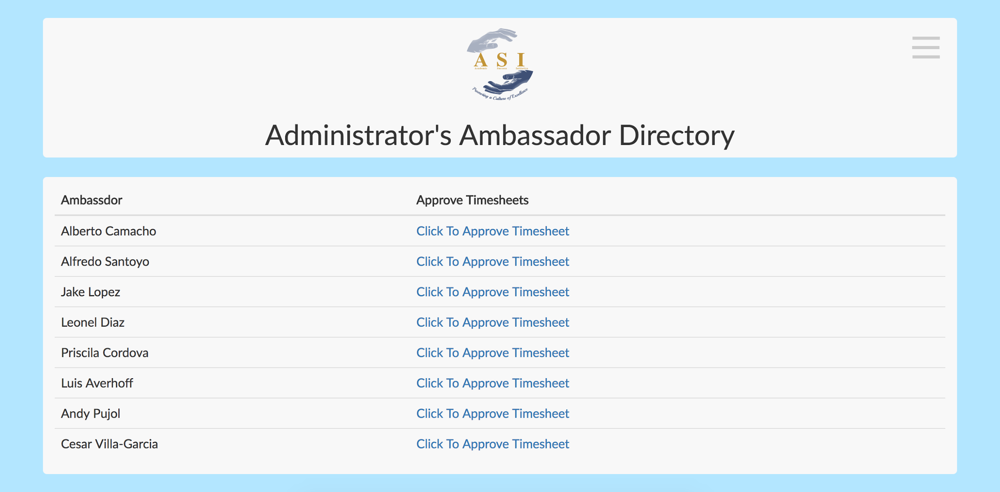 A S I
Academic Success Initiative
Promoting a Culture of Excellence
Administrator's Ambassador Directory
Ambassdor Approve Timesheets
Alberto Camacho Click To Approve Timesheet
Alfredo Santoyo Click To Approve Timesheet
Jake Lopez Click To Approve Timesheet
Leonel Diaz Click To Approve Timesheet
Priscila Cordova Click To Approve Timesheet
Luis Averhoff Click To Approve Timesheet
Andy Pujol Click To Approve Timesheet
Cesar Villa-Garcia Click To Approve Timesheet